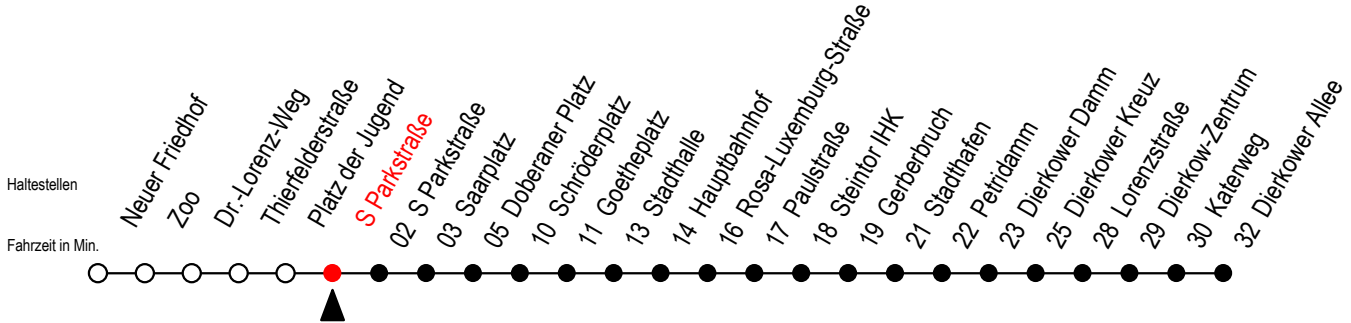 Haltestellen
Fahrzeit in Min.
Neuer Friedhof
Zoo
Dr.-Lorenz-Weg
Thierfelderstraße
Platz der Jugend
S Parkstraße
02 S Parkstraße
03 Saarplatz
05 Doberaner Platz
10 Schröderplatz
11 Goetheplatz
13 Stadthalle
14 Hauptbahnhof
16 Rosa-Luxemburg-Straße
17 Paulstraße
18 Steintor IHK
19 Gerberbruch
21 Stadthafen
22 Petridamm
23 Dierkower Damm
25 Dierkower Kreuz
28 Lorenzstraße
29 Dierkow-Zentrum
30 Katerweg
32 Dierkower Allee